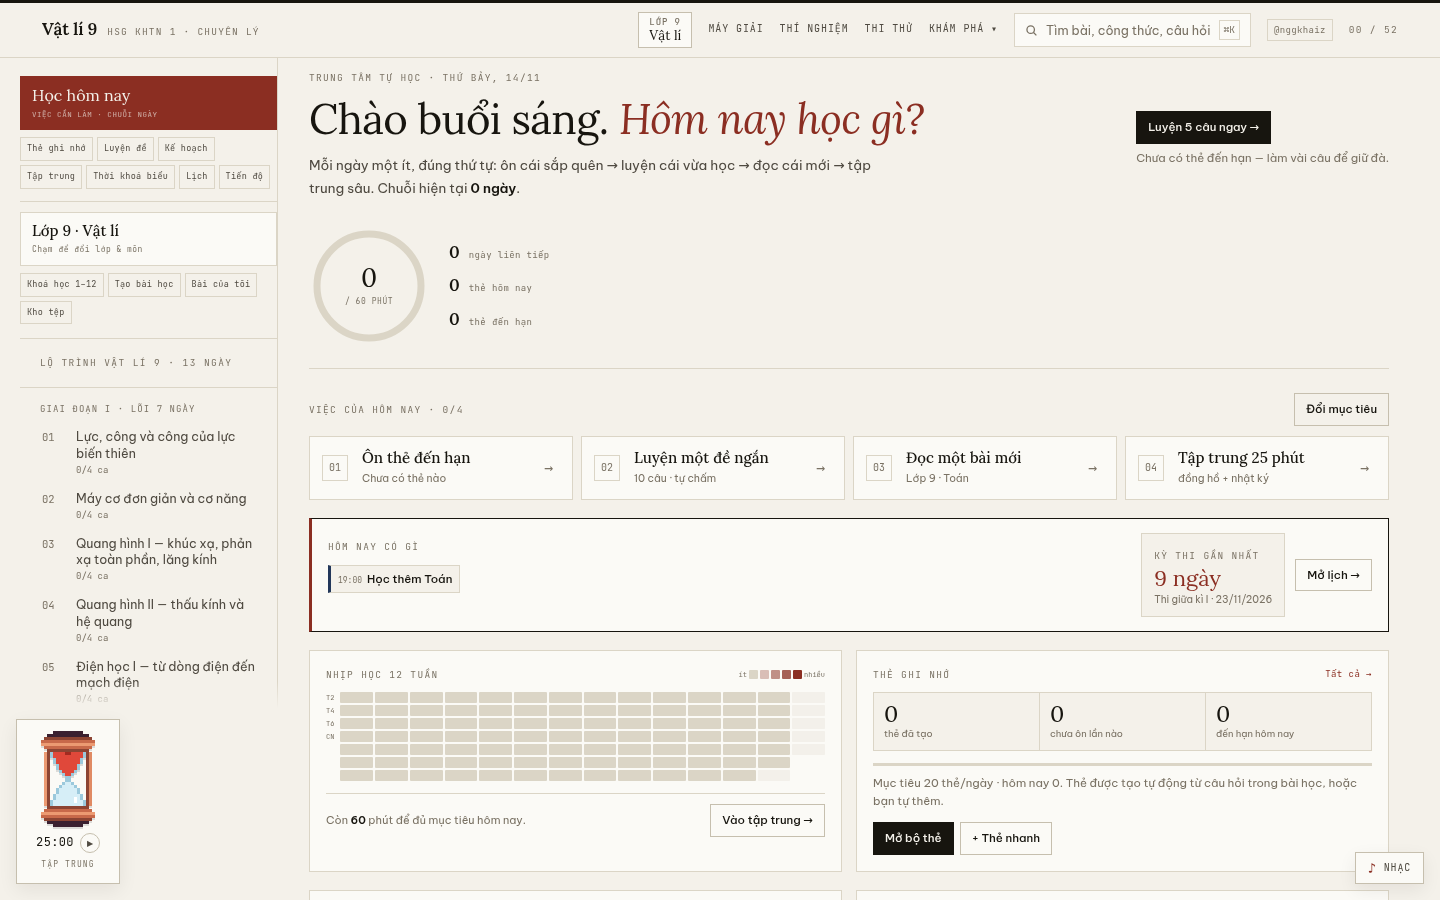 Vật lí 9 HSG KHTN 1 · CHUYÊN LÝ
LỚP 9
Vật lí
MÁY GIẢI THÍ NGHIỆM THI THỬ KHÁM PHÁ ▾
Tìm bài, công thức, câu hỏi ⌘K
@nggkhaiz
00 / 52
Học hôm nay
VIỆC CẦN LÀM · CHUỖI NGÀY
Thẻ ghi nhớ Luyện đề Kế hoạch
Tập trung Thời khoá biểu Lịch Tiến độ
Lớp 9 · Vật lí
Chạm để đổi lớp & môn
Khoá học 1–12 Tạo bài học Bài của tôi
Kho tệp
LỘ TRÌNH VẬT LÍ 9 · 13 NGÀY
GIAI ĐOẠN I · LÕI 7 NGÀY
01 Lực, công và công của lực
biến thiên
0/4 ca
02 Máy cơ đơn giản và cơ năng
0/4 ca
03 Quang hình I — khúc xạ, phản
xạ toàn phần, lăng kính
0/4 ca
04 Quang hình II — thấu kính và
hệ quang
0/4 ca
05 Điện học I — từ dòng điện đến
mạch điện
0/4 ca
25:00 ▶
TẬP TRUNG
TRUNG TÂM TỰ HỌC · THỨ BẢY, 14/11
Chào buổi sáng. Hôm nay học gì?
Mỗi ngày một ít, đúng thứ tự: ôn cái sắp quên → luyện cái vừa học → đọc cái mới → tập
trung sâu. Chuỗi hiện tại 0 ngày.
Luyện 5 câu ngay →
Chưa có thẻ đến hạn — làm vài câu để giữ đà.
0
/ 60 PHÚT
0 ngày liên tiếp
0 thẻ hôm nay
0 thẻ đến hạn
VIỆC CỦA HÔM NAY · 0/4
Đổi mục tiêu
01 Ôn thẻ đến hạn →
Chưa có thẻ nào
02 Luyện một đề ngắn →
10 câu · tự chấm
03 Đọc một bài mới →
Lớp 9 · Toán
04 Tập trung 25 phút →
đồng hồ + nhật ký
HÔM NAY CÓ GÌ
19:00 Học thêm Toán
KỲ THI GẦN NHẤT
9 ngày
Thi giữa kì I · 23/11/2026
Mở lịch →
NHỊP HỌC 12 TUẦN
ít nhiều
T2
T4
T6
CN
Còn 60 phút để đủ mục tiêu hôm nay.
Vào tập trung →
THẺ GHI NHỚ
Tất cả →
0
thẻ đã tạo
0
chưa ôn lần nào
0
đến hạn hôm nay
Mục tiêu 20 thẻ/ngày · hôm nay 0. Thẻ được tạo tự động từ câu hỏi trong bài học, hoặc
bạn tự thêm.
Mở bộ thẻ
+ Thẻ nhanh
♪ NHẠC